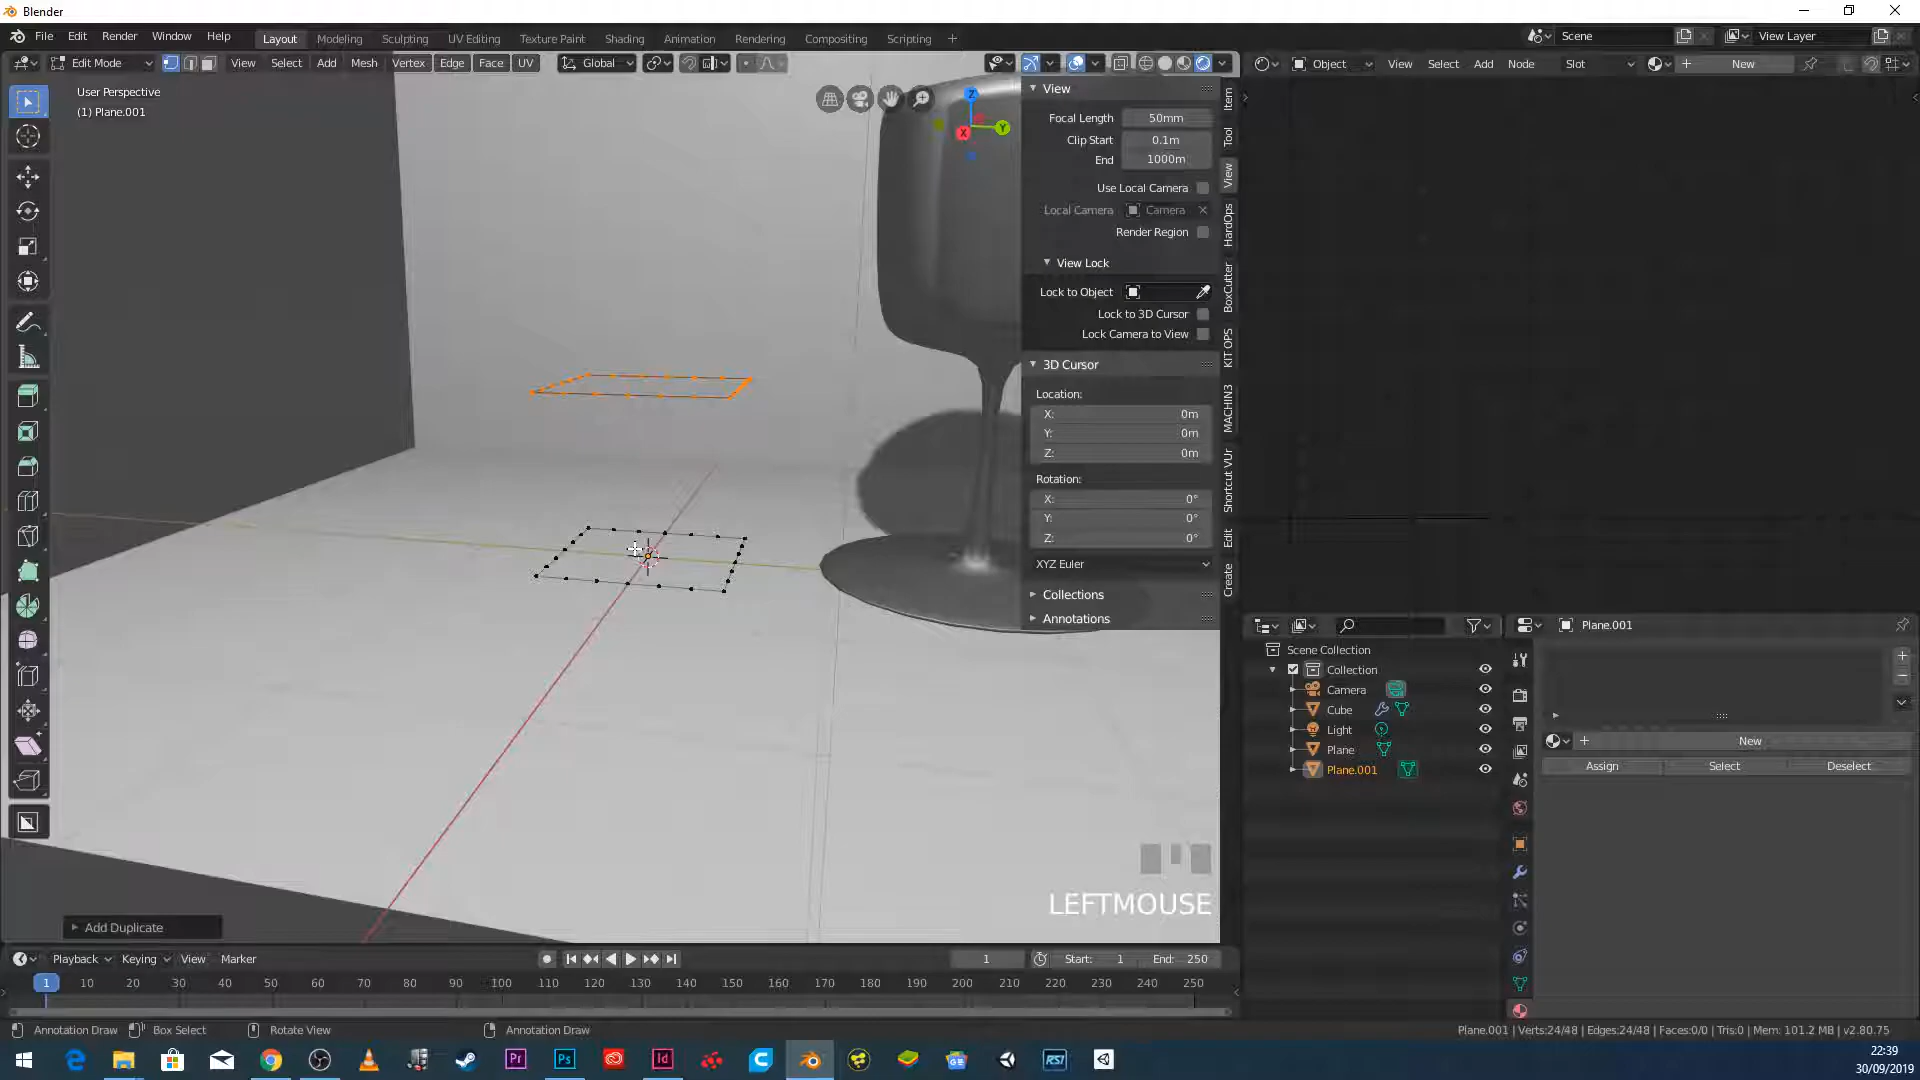 Blender
File Edit Render Window Help
Layout Modeling Sculpting UV Editing Texture Paint Shading Animation Rendering Compositing Scripting +
Scene
View Layer
Edit Mode View Select Add Mesh Vertex Edge Face UV Global
Object View Select Add Node Slot New
User Perspective
(1) Plane.001
Z
Y
X
View
Focal Length 50mm
Clip Start 0.1m
End 1000m
Use Local Camera
Local Camera Camera
Render Region
View Lock
Lock to Object
Lock to 3D Cursor
Lock Camera to View
3D Cursor
Location:
X: 0m
Y: 0m
Z: 0m
Rotation:
X: 0°
Y: 0°
Z: 0°
XYZ Euler
Collections
Annotations
Item
Tool
View
HardOps
BoxCutter
KIT OPS
MACHIN3
Shortcut VUr
Edit
Create
LEFTMOUSE
Add Duplicate
Scene Collection
Collection
Camera
Cube
Light
Plane
Plane.001
Plane.001
New
Assign Select Deselect
Playback Keying View Marker
1 Start: 1 End: 250
1 10 20 30 40 50 60 70 80 90 100 110 120 130 140 150 160 170 180 190 200 210 220 230 240 250
Annotation Draw Box Select Rotate View Annotation Draw
Plane.001 | Verts:24/48 | Edges:24/48 | Faces:0/0 | Tris:0 | Mem: 101.2 MB | v2.80.75
Pr Ps Id GE RSI
22:39
30/09/2019